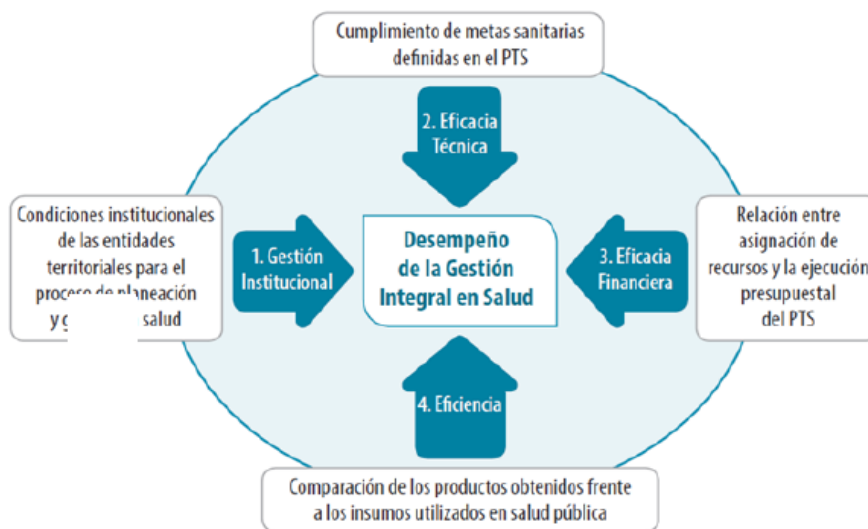 Cumplimiento de metas sanitarias
definidas en el PTS
2. Eficacia
Técnica
Condiciones institucionales
de las entidades
territoriales para el
proceso de planeación
y salud
1. Gestión
Institucional
Desempeño
de la Gestión
Integral en Salud
3. Eficacia
Financiera
Relación entre
asignación de
recursos y la ejecución
presupuestal
del PTS
4. Eficiencia
Comparación de los productos obtenidos frente
a los insumos utilizados en salud pública